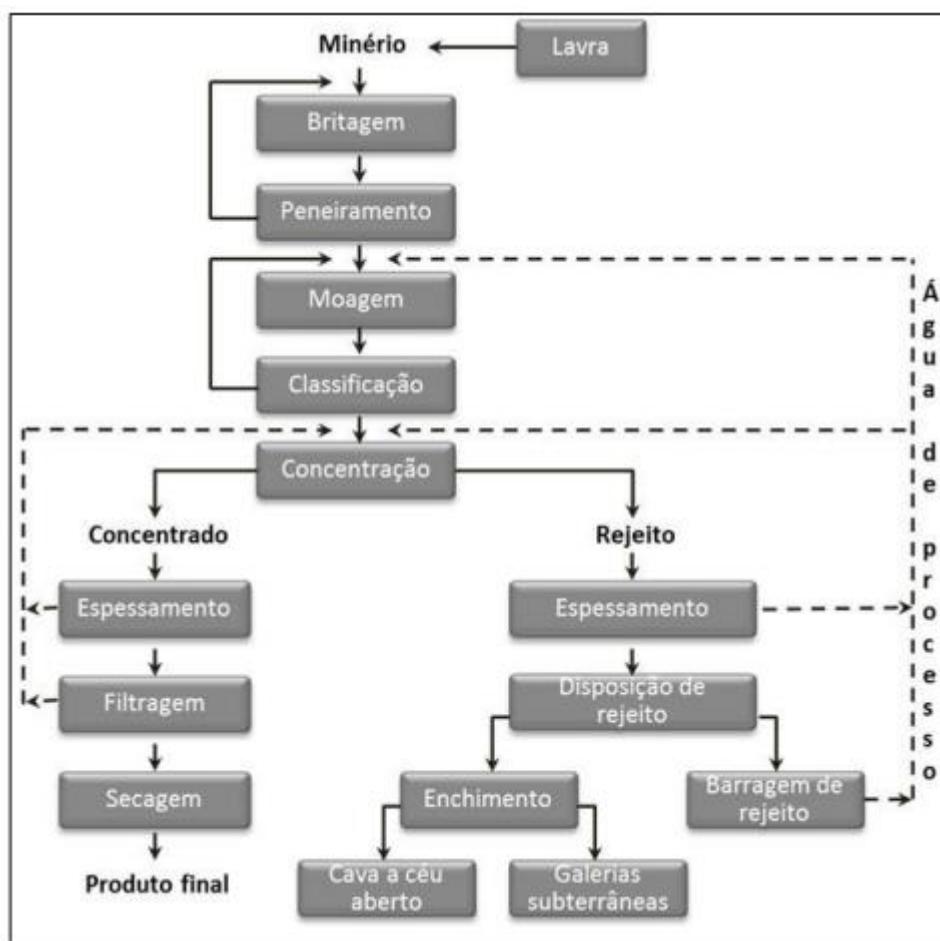 Minério
Lavra
Britagem
Peneiramento
Moagem
Classificação
Concentração
Concentrado
Rejeito
Espessamento
Espessamento
Filtragem
Disposição de
rejeito
Secagem
Enchimento
Barragem de
rejeito
Produto final
Cava a céu
aberto
Galerias
subterrâneas
Água de processo